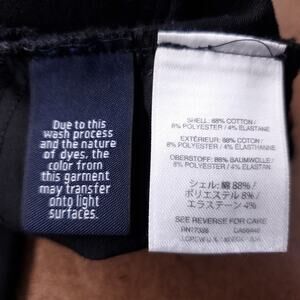 Due to this
wash process
and the nature
of dyes, the
color from
this garment
may transfer
onto light
surfaces.
SHELL: 88% COTTON /
8% POLYESTER / 4% ELASTANE
EXTÉRIEUR: 88% COTON /
8% POLYESTER / 4% ÉLASTHANNE
OBERSTOFF: 88% BAUMWOLLE /
8% POLYESTER / 4% ELASTAN
シェル: 綿 88% /
ポリエステル 8% /
エラステーン 4%
SEE REVERSE FOR CARE
RN77388